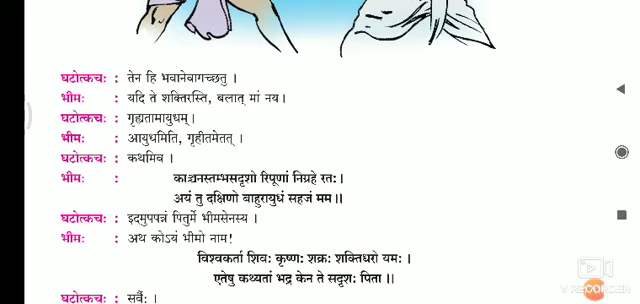 घटोत्कचः : तेन हि भवानेवागच्छतु ।
भीमः : यदि ते शक्तिरस्ति, बलात् मां नय।
घटोत्कचः : गृह्यतामायुधम्।
भीमः : आयुधमिति, गृहीतमेतत् ।
घटोत्कचः : कथमिव ।
भीमः : काञ्चनस्तम्भसदृशो रिपूणां निग्रहे रतः।
अयं तु दक्षिणो बाहुरायुधं सहजं मम॥
घटोत्कचः : इदमुपपन्नं पितुर्मे भीमसेनस्य ।
भीमः : अथ कोऽयं भीमो नाम!
विश्वकर्ता शिवः कृष्णः शक्रः शक्तिधरो यमः ।
एतेषु कथ्यतां भद्र केन ते सदृशः पिता॥
घटोत्कचः : सर्वैः ।
V RECORDER